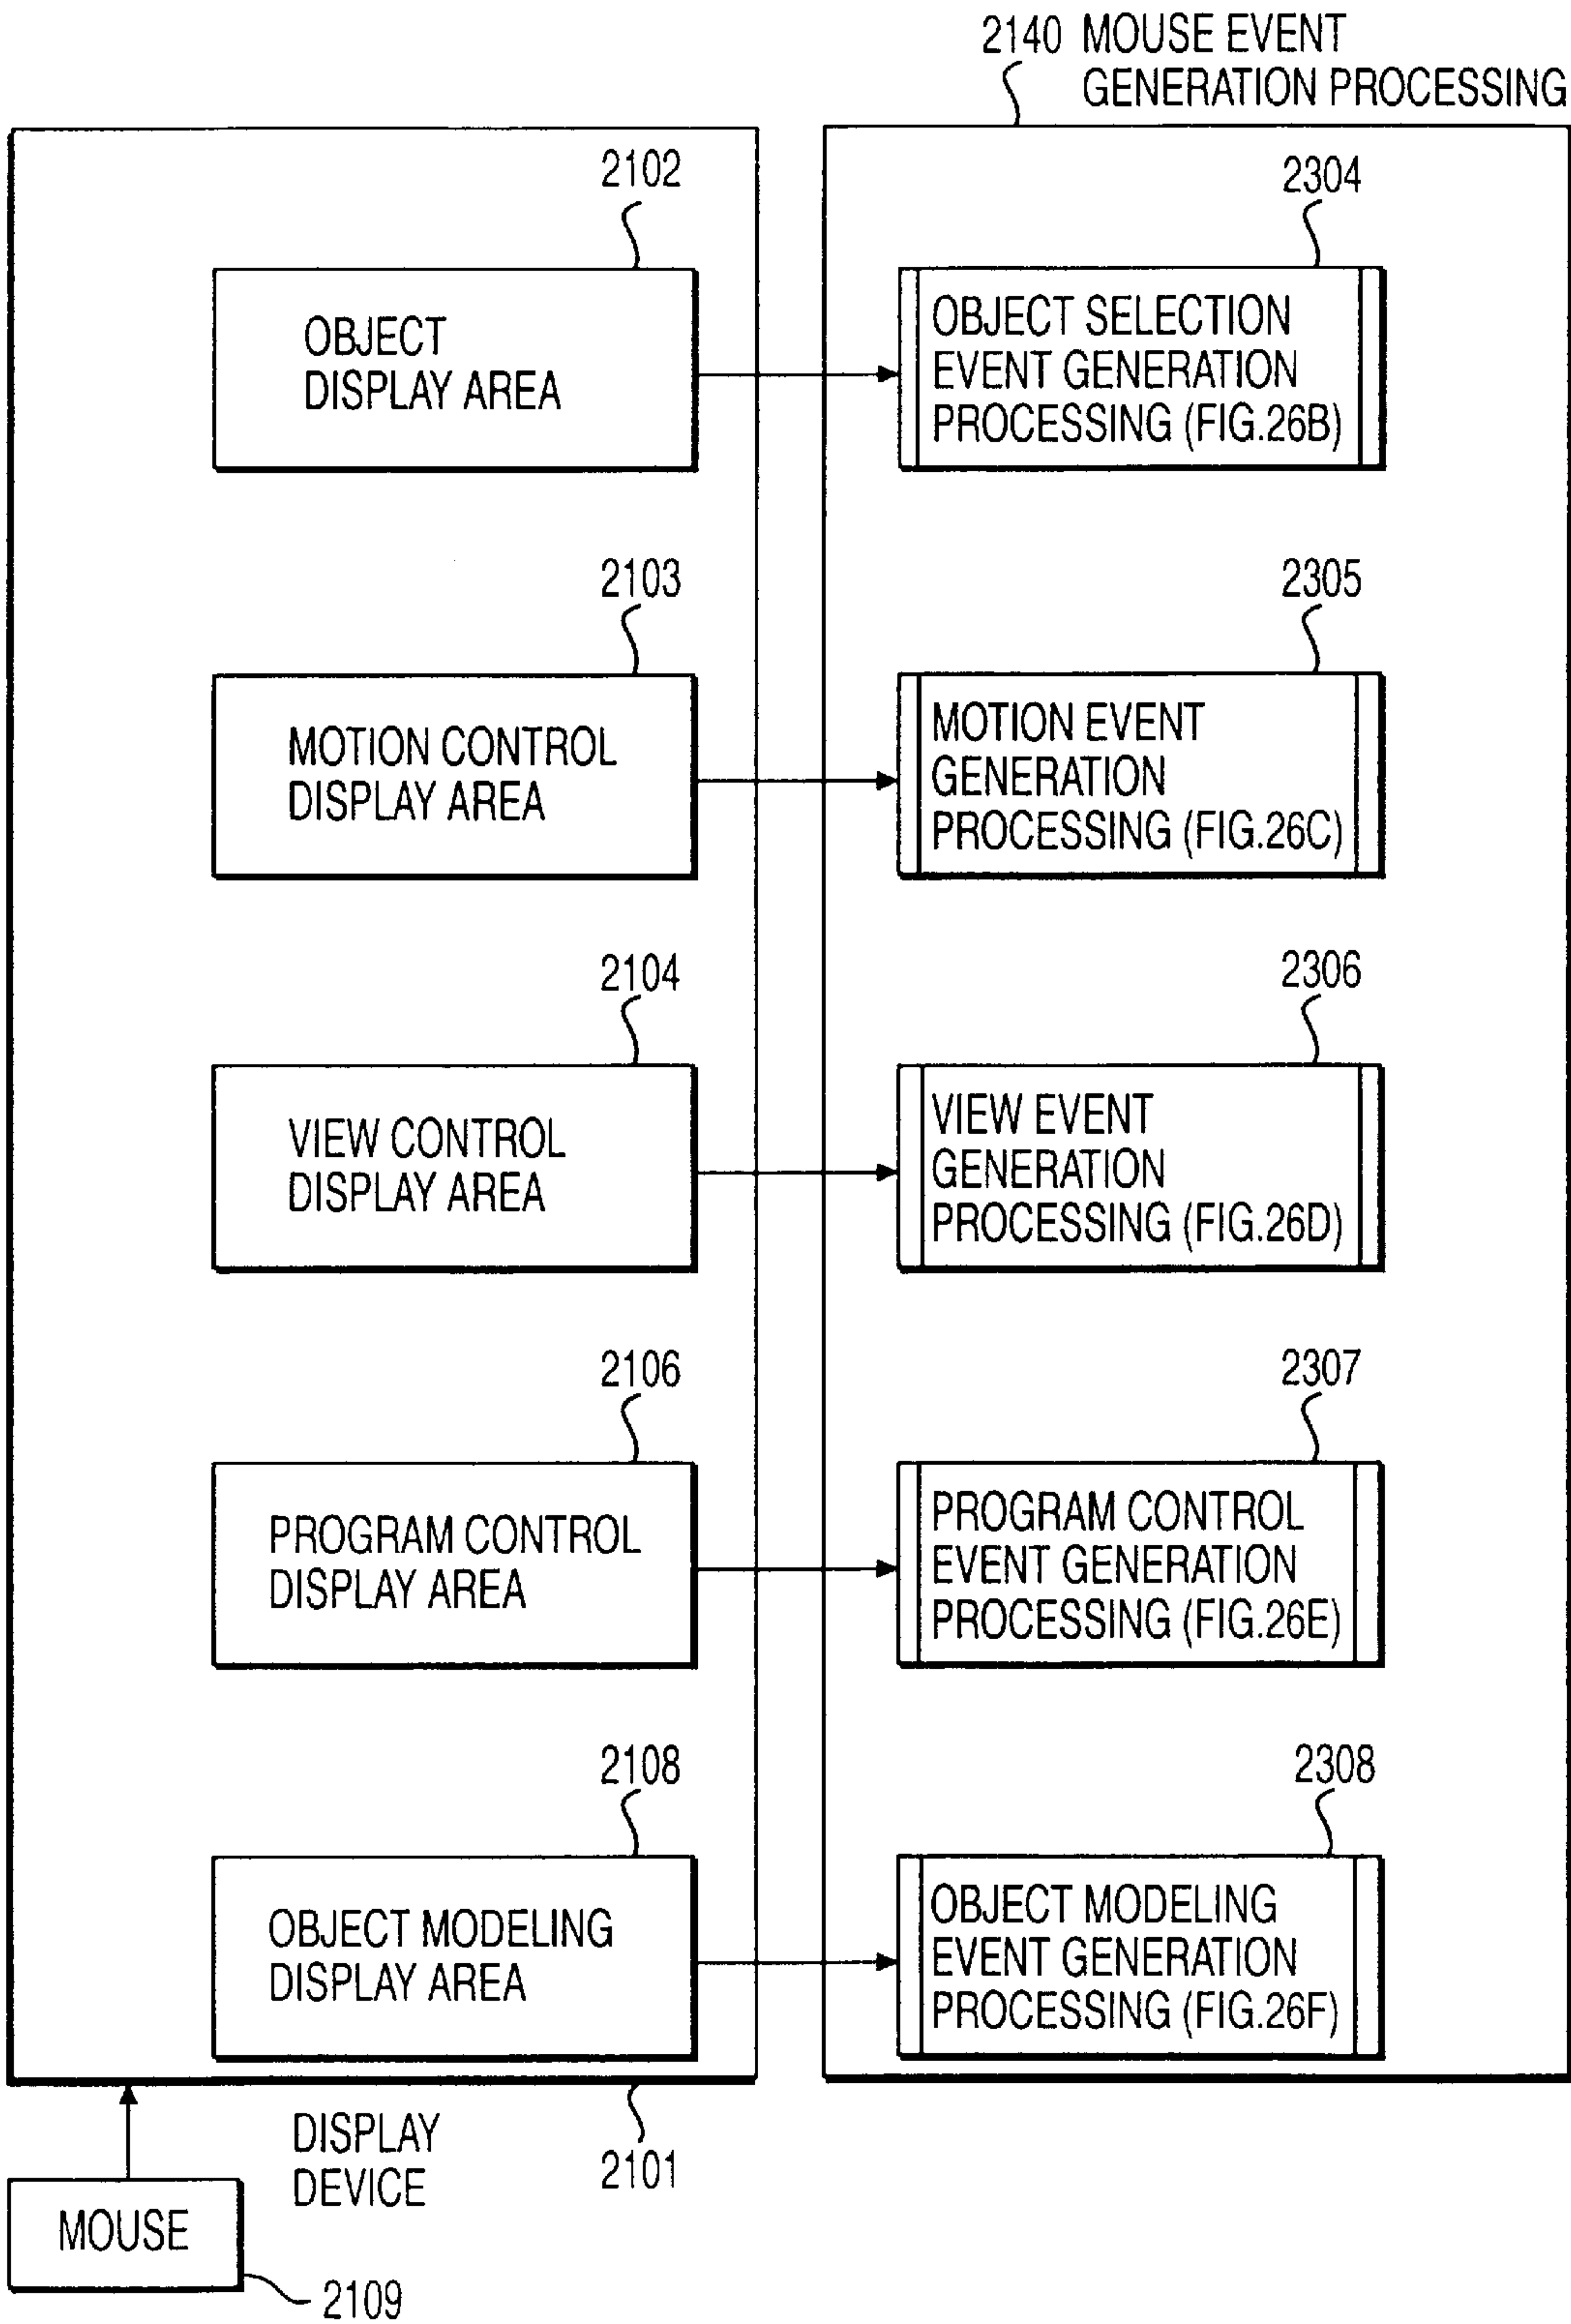 2140 MOUSE EVENT
GENERATION PROCESSING
2102
OBJECT
DISPLAY AREA
2304
OBJECT SELECTION
EVENT GENERATION
PROCESSING (FIG.26B)
2103
MOTION CONTROL
DISPLAY AREA
2305
MOTION EVENT
GENERATION
PROCESSING (FIG.26C)
2104
VIEW CONTROL
DISPLAY AREA
2306
VIEW EVENT
GENERATION
PROCESSING (FIG.26D)
2106
PROGRAM CONTROL
DISPLAY AREA
2307
PROGRAM CONTROL
EVENT GENERATION
PROCESSING (FIG.26E)
2108
OBJECT MODELING
DISPLAY AREA
2308
OBJECT MODELING
EVENT GENERATION
PROCESSING (FIG.26F)
DISPLAY
DEVICE
2101
MOUSE
2109